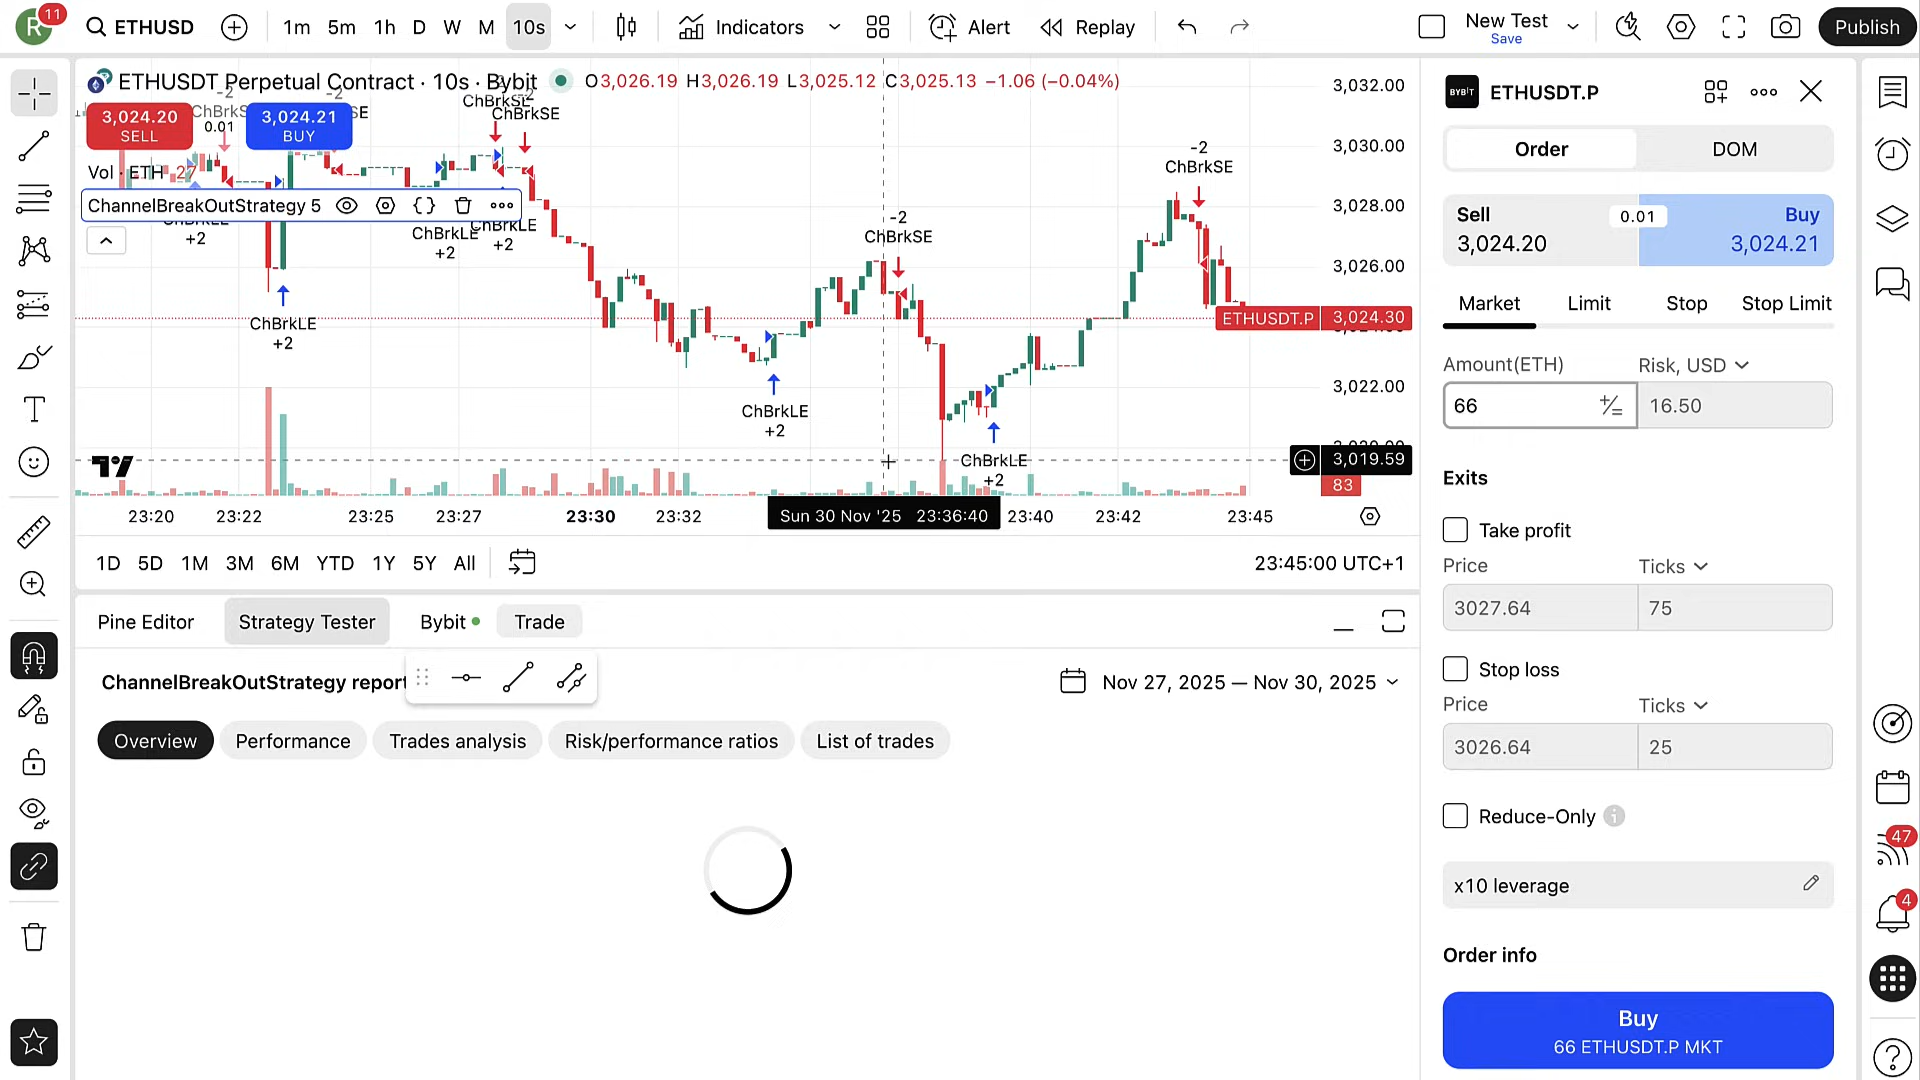 R 11 ETHUSD 1m 5m 1h D W M 10s Indicators Alert Replay New Test Save Publish
ETHUSDT Perpetual Contract · 10s · Bybit O3,026.19 H3,026.19 L3,025.12 C3,025.13 −1.06 (−0.04%)
3,024.20 SELL
0.01
3,024.21 BUY
Vol · ETH 27
ChannelBreakOutStrategy 5
-2
ChBrkSE
-2
ChBrkSE
-2
ChBrkSE
ChBrkLE
+2
ChBrkLE
+2
ChBrkLE
+2
ChBrkLE
+2
ChBrkLE
+2
ChBrkLE
+2
3,032.00
3,030.00
3,028.00
3,026.00
ETHUSDT.P 3,024.30
3,022.00
3,019.59
83
23:20 23:22 23:25 23:27 23:30 23:32 Sun 30 Nov '25 23:36:40 23:40 23:42 23:45
1D 5D 1M 3M 6M YTD 1Y 5Y All 23:45:00 UTC+1
Pine Editor Strategy Tester Bybit Trade
ChannelBreakOutStrategy report Nov 27, 2025 — Nov 30, 2025
Overview Performance Trades analysis Risk/performance ratios List of trades
BYBIT ETHUSDT.P
Order DOM
Sell 0.01 Buy
3,024.20 3,024.21
Market Limit Stop Stop Limit
Amount(ETH) Risk, USD
66 16.50
Exits
Take profit
Price Ticks
3027.64 75
Stop loss
Price Ticks
3026.64 25
Reduce-Only
x10 leverage
Order info
Buy
66 ETHUSDT.P MKT
47
4